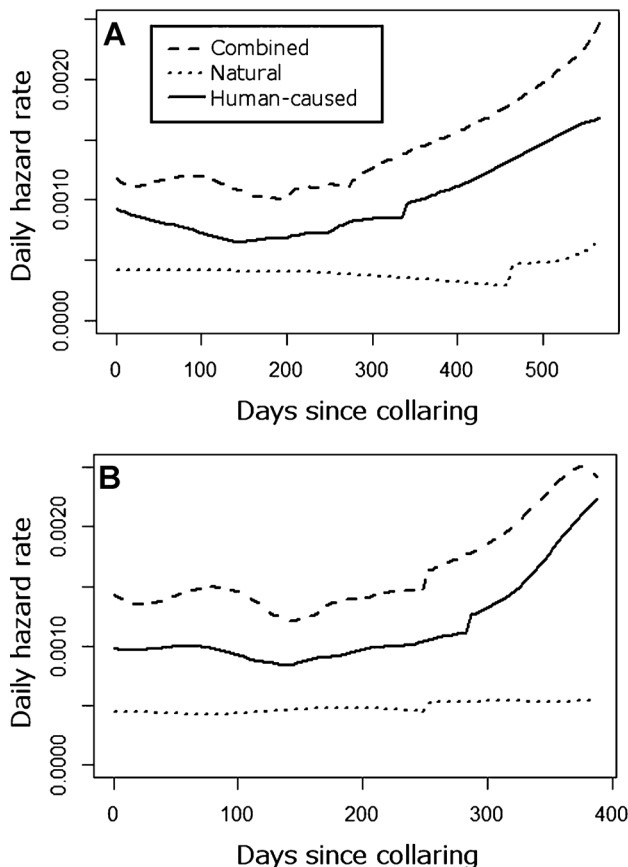 A
Combined
Natural
Human-caused
Daily hazard rate
0.0020
0.0010
0.0000
0 100 200 300 400 500
Days since collaring
B
Daily hazard rate
0.0020
0.0010
0.0000
0 100 200 300 400
Days since collaring